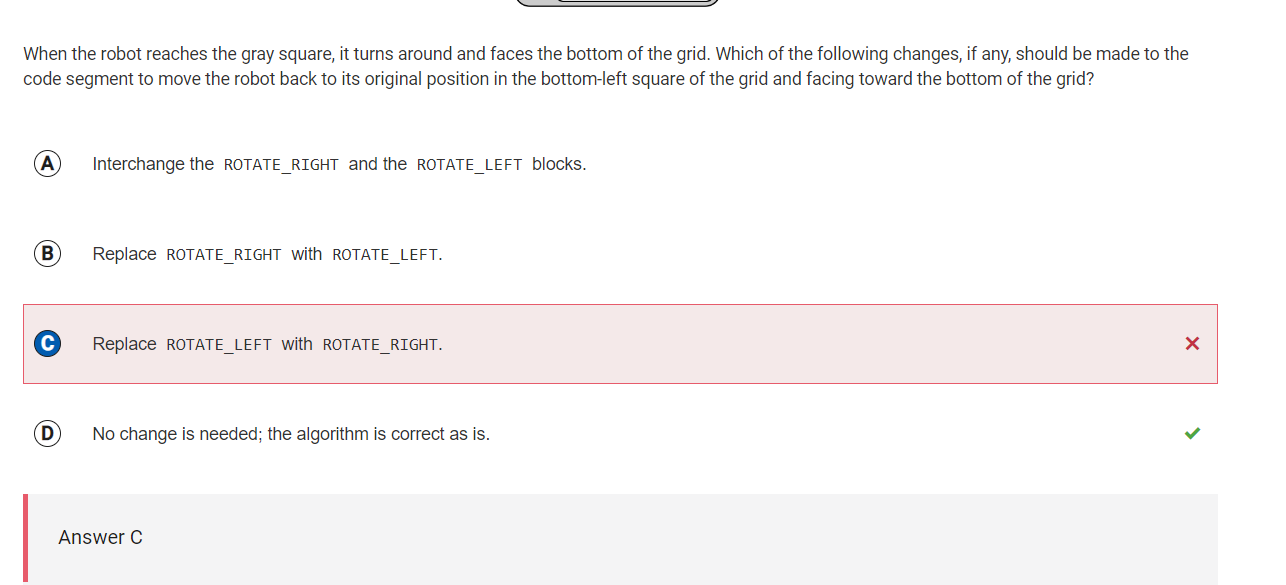 When the robot reaches the gray square, it turns around and faces the bottom of the grid. Which of the following changes, if any, should be made to the
code segment to move the robot back to its original position in the bottom-left square of the grid and facing toward the bottom of the grid?
A Interchange the ROTATE_RIGHT and the ROTATE_LEFT blocks.
B Replace ROTATE_RIGHT with ROTATE_LEFT.
C Replace ROTATE_LEFT with ROTATE_RIGHT.
D No change is needed; the algorithm is correct as is.
Answer C